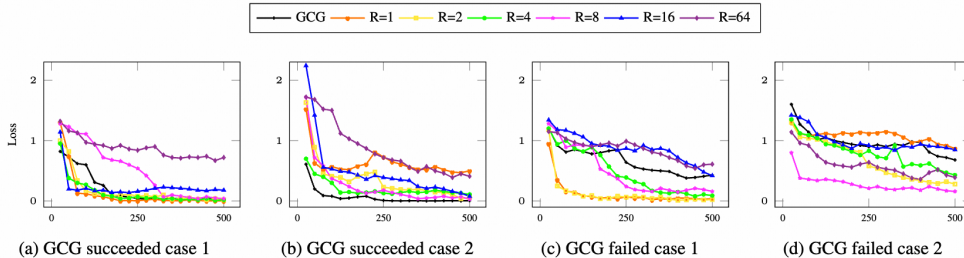 GCG R=1 R=2 R=4 R=8 R=16 R=64
Loss
2
1
0
0 250 500
2
1
0
0 250 500
2
1
0
0 250 500
2
1
0
0 250 500
(a) GCG succeeded case 1
(b) GCG succeeded case 2
(c) GCG failed case 1
(d) GCG failed case 2